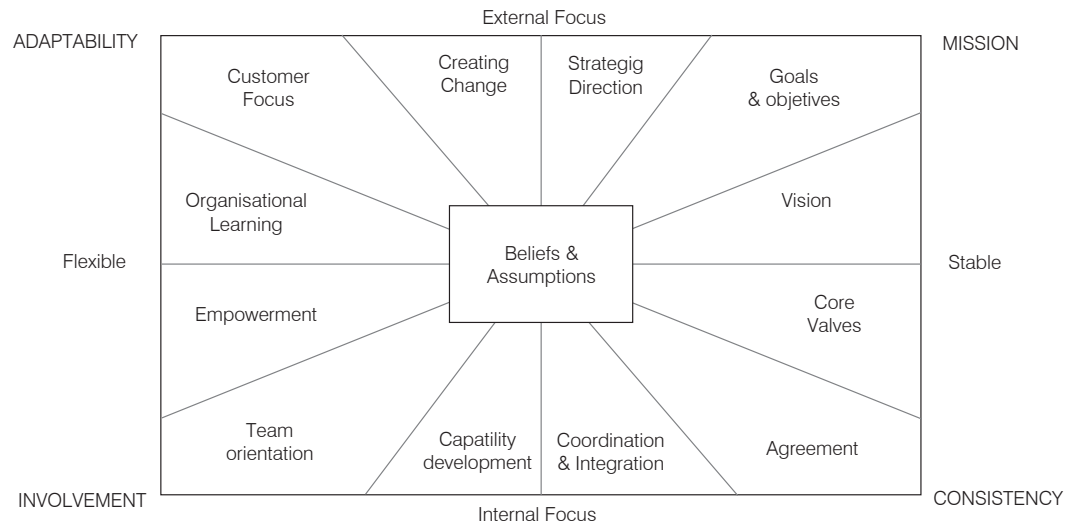 External Focus
ADAPTABILITY
MISSION
Customer
Focus
Creating
Change
Strategig
Direction
Goals
& objetives
Organisational
Learning
Vision
Flexible
Beliefs &
Assumptions
Stable
Empowerment
Core
Valves
Team
orientation
Capatility
development
Coordination
& Integration
Agreement
INVOLVEMENT
Internal Focus
CONSISTENCY